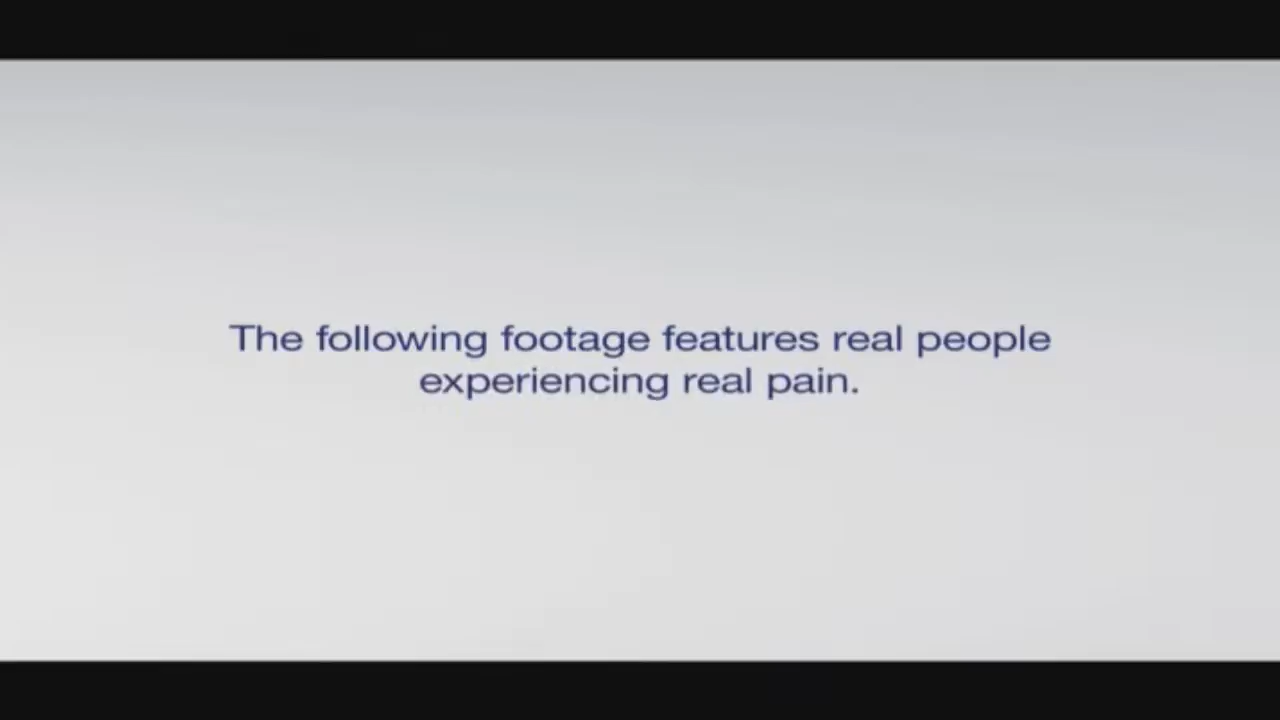 The following footage features real people
experiencing real pain.